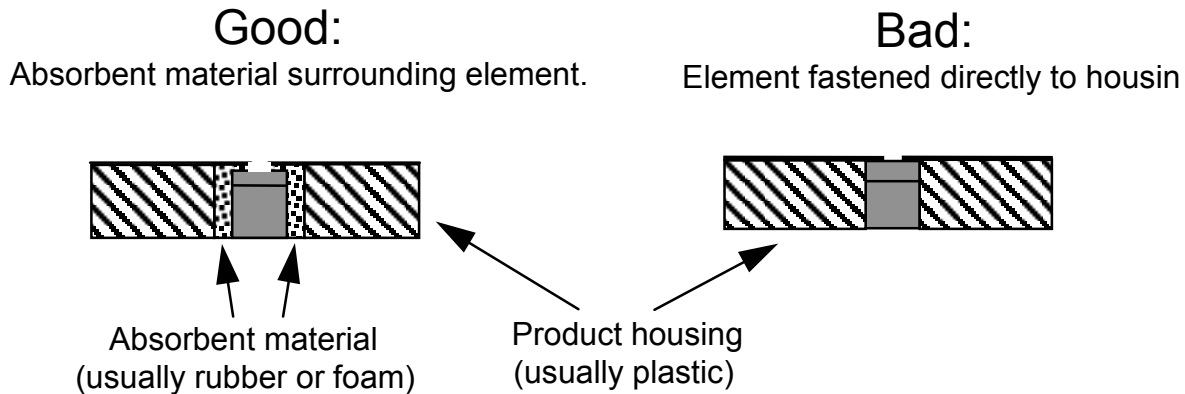 Good:
Absorbent material surrounding element.
Bad:
Element fastened directly to housin
Absorbent material
(usually rubber or foam)
Product housing
(usually plastic)